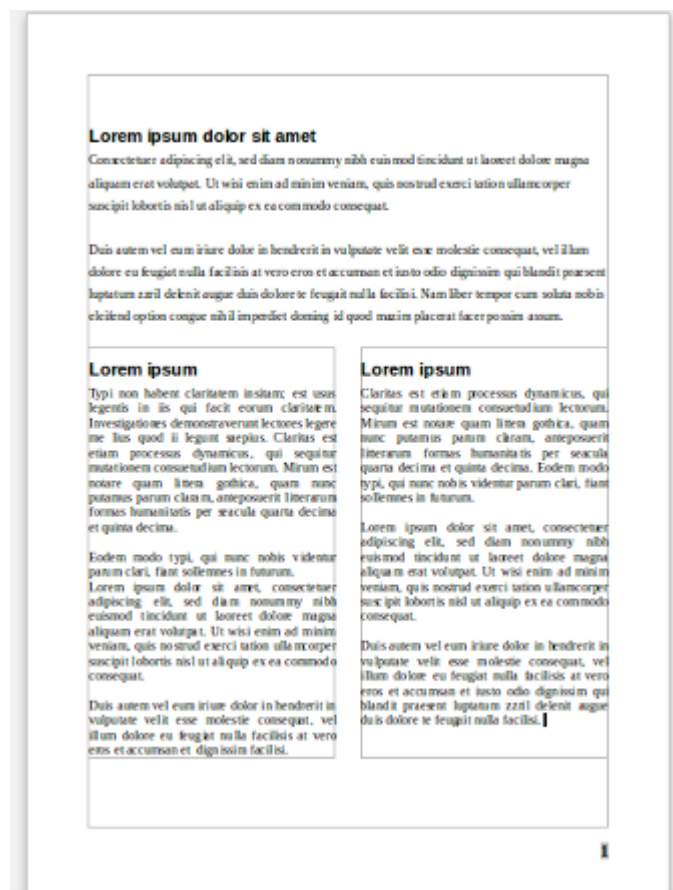 Lorem ipsum dolor sit amet
Consectetuer adipiscing elit, sed diam nonummy nibh euismod tincidunt ut laoreet dolore magna
aliquam erat volutpat. Ut wisi enim ad minim veniam, quis nostrud exerci tation ullamcorper
suscipit lobortis nisl ut aliquip ex ea commodo consequat.
Duis autem vel eum iriure dolor in hendrerit in vulputate velit esse molestie consequat, vel illum
dolore eu feugiat nulla facilisis at vero eros et accumsan et iusto odio dignissim qui blandit praesent
luptatum zzril delenit augue duis dolore te feugait nulla facilisi. Nam liber tempor cum soluta nobis
eleifend option congue nihil imperdiet doming id quod mazim placerat facer possim assum.
Lorem ipsum
Typi non habent claritatem insitam; est usus
legentis in iis qui facit eorum claritatem.
Investigationes demonstraverunt lectores legere
me lius quod ii legunt saepius. Claritas est
etiam processus dynamicus, qui sequitur
mutationem consuetudium lectorum. Mirum est
notare quam littera gothica, quam nunc
putamus parum claram, anteposuerit litterarum
formas humanitatis per seacula quarta decima
et quinta decima.
Eodem modo typi, qui nunc nobis videntur
parum clari, fiant sollemnes in futurum.
Lorem ipsum dolor sit amet, consectetuer
adipiscing elit, sed diam nonummy nibh
euismod tincidunt ut laoreet dolore magna
aliquam erat volutpat. Ut wisi enim ad minim
veniam, quis nostrud exerci tation ullamcorper
suscipit lobortis nisl ut aliquip ex ea commodo
consequat.
Duis autem vel eum iriure dolor in hendrerit in
vulputate velit esse molestie consequat, vel
illum dolore eu feugiat nulla facilisis at vero
eros et accumsan et dignissim facilisi.
Lorem ipsum
Claritas est etiam processus dynamicus, qui
sequitur mutationem consuetudium lectorum.
Mirum est notare quam littera gothica, quam
nunc putamus parum claram, anteposuerit
litterarum formas humanitatis per seacula
quarta decima et quinta decima. Eodem modo
typi, qui nunc nobis videntur parum clari, fiant
sollemnes in futurum.
Lorem ipsum dolor sit amet, consectetuer
adipiscing elit, sed diam nonummy nibh
euismod tincidunt ut laoreet dolore magna
aliquam erat volutpat. Ut wisi enim ad minim
veniam, quis nostrud exerci tation ullamcorper
suscipit lobortis nisl ut aliquip ex ea commodo
consequat.
Duis autem vel eum iriure dolor in hendrerit in
vulputate velit esse molestie consequat, vel
illum dolore eu feugiat nulla facilisis at vero
eros et accumsan et iusto odio dignissim qui
blandit praesent luptatum zzril delenit augue
duis dolore te feugait nulla facilisi.
1